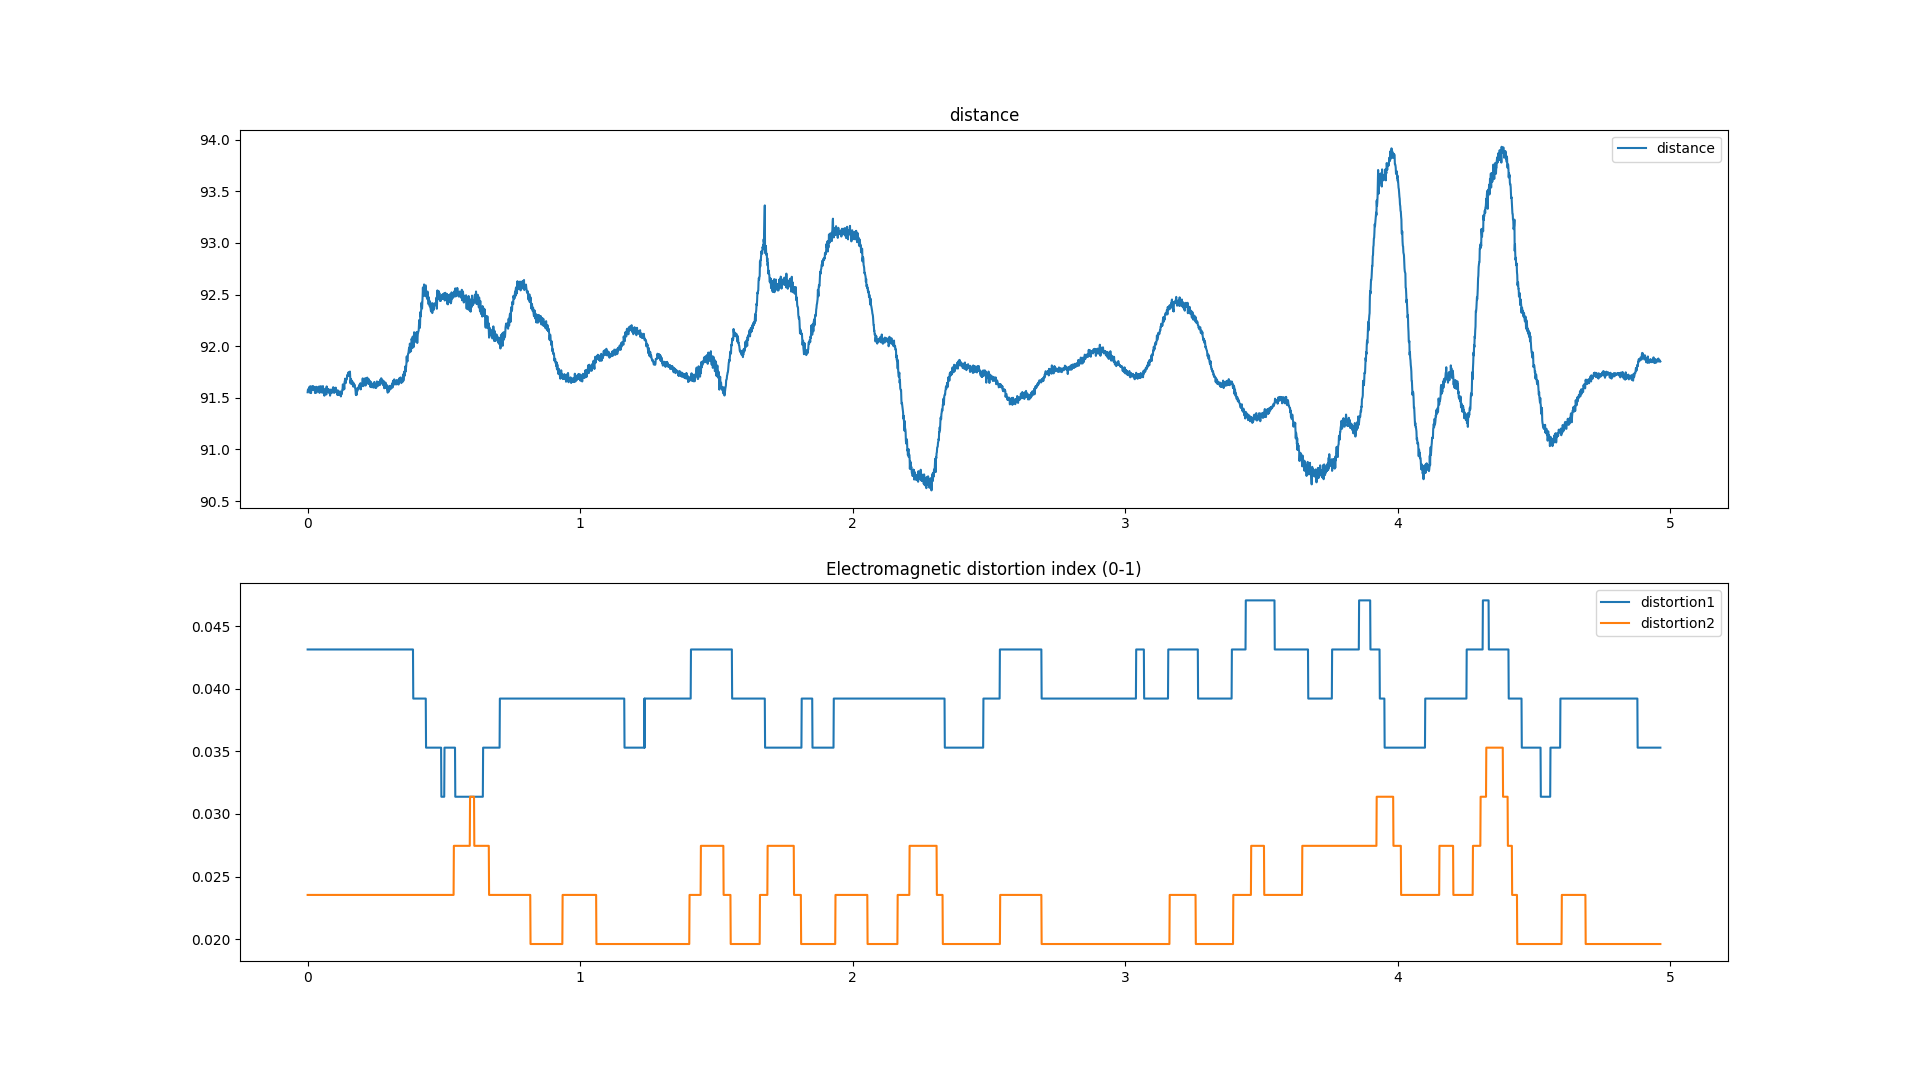 distance
94.0
93.5
93.0
92.5
92.0
91.5
91.0
90.5
distance
0 1 2 3 4 5
Electromagnetic distortion index (0-1)
0.045
0.040
0.035
0.030
0.025
0.020
distortion1
distortion2
0 1 2 3 4 5